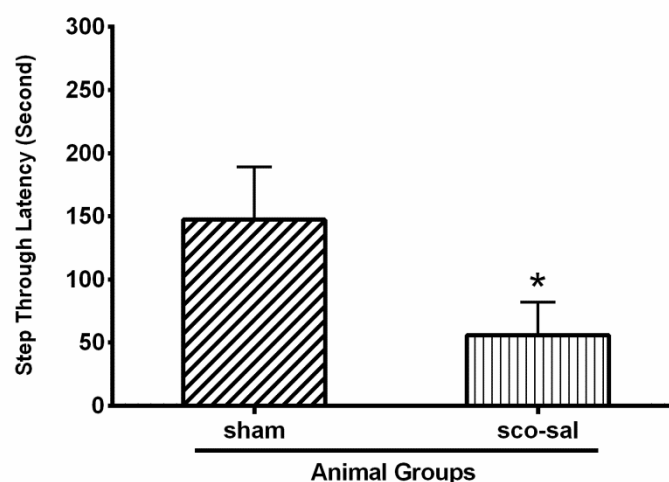 300
250
200
150
100
50
0
Step Through Latency (Second)
*
sham sco-sal
Animal Groups